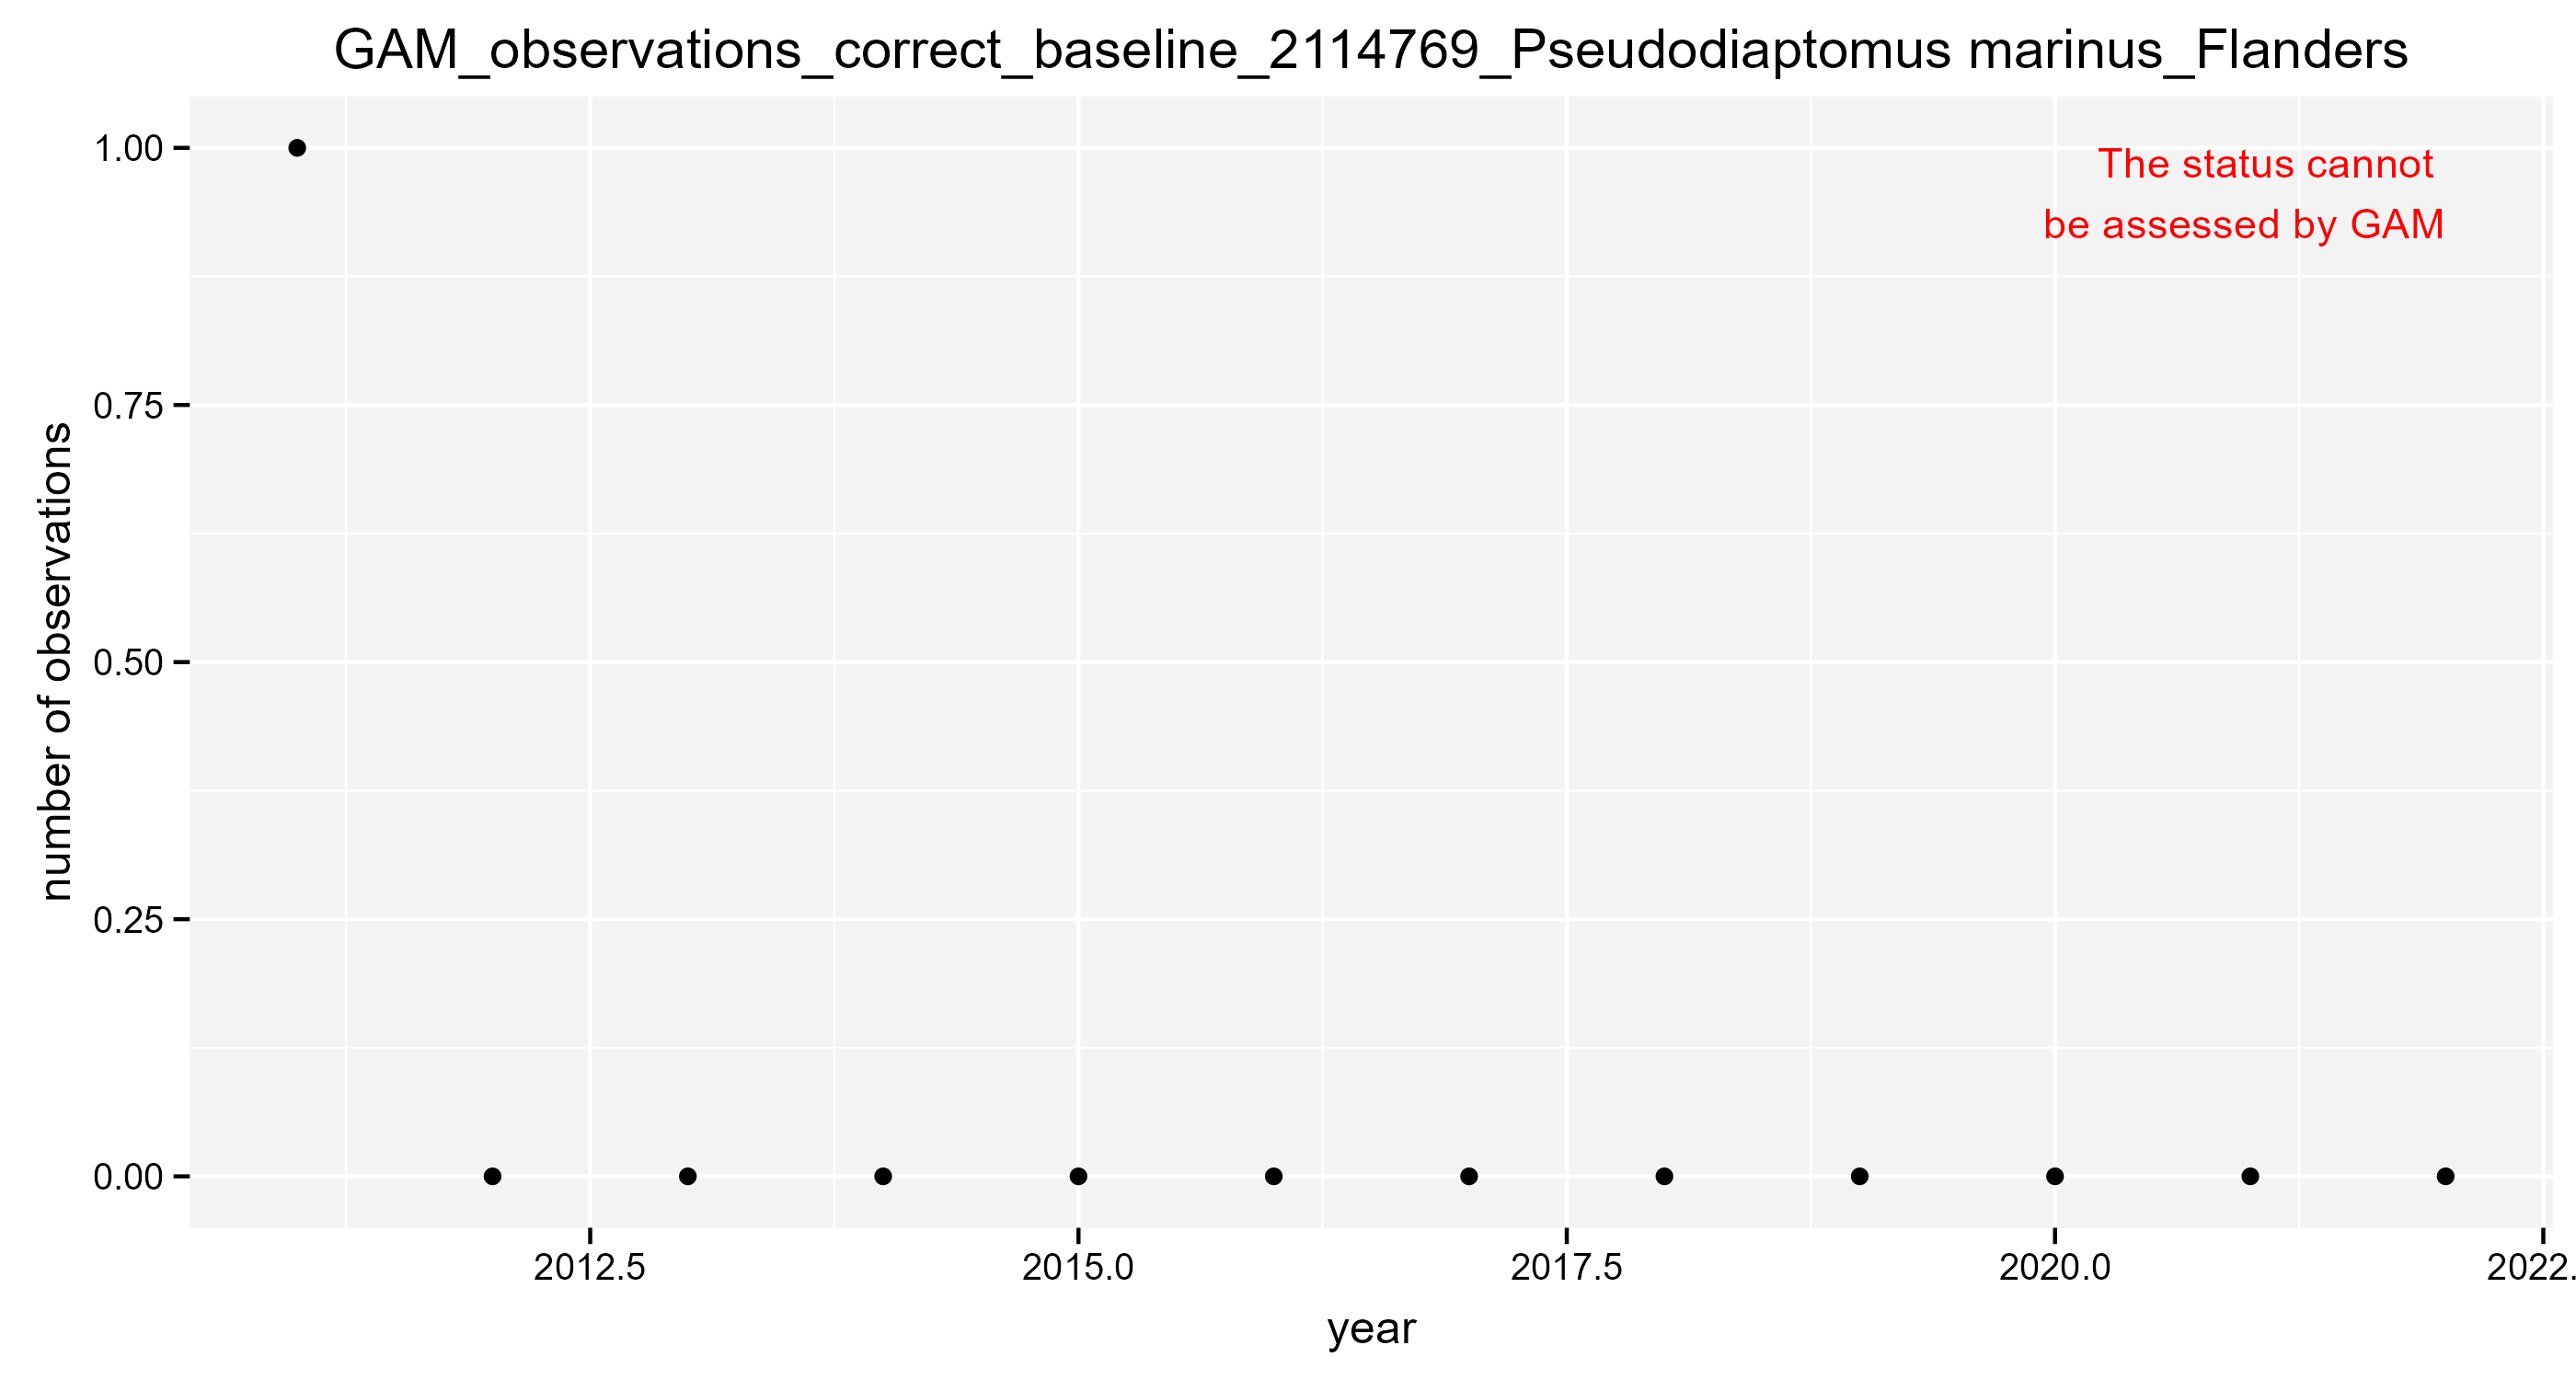 GAM_observations_correct_baseline_2114769_Pseudodiaptomus marinus_Flanders
1.00
The status cannot
be assessed by GAM
0.75
number of observations
0.50
0.25
0.00
2012.5
2015.0
2017.5
2020.0
2022.
year